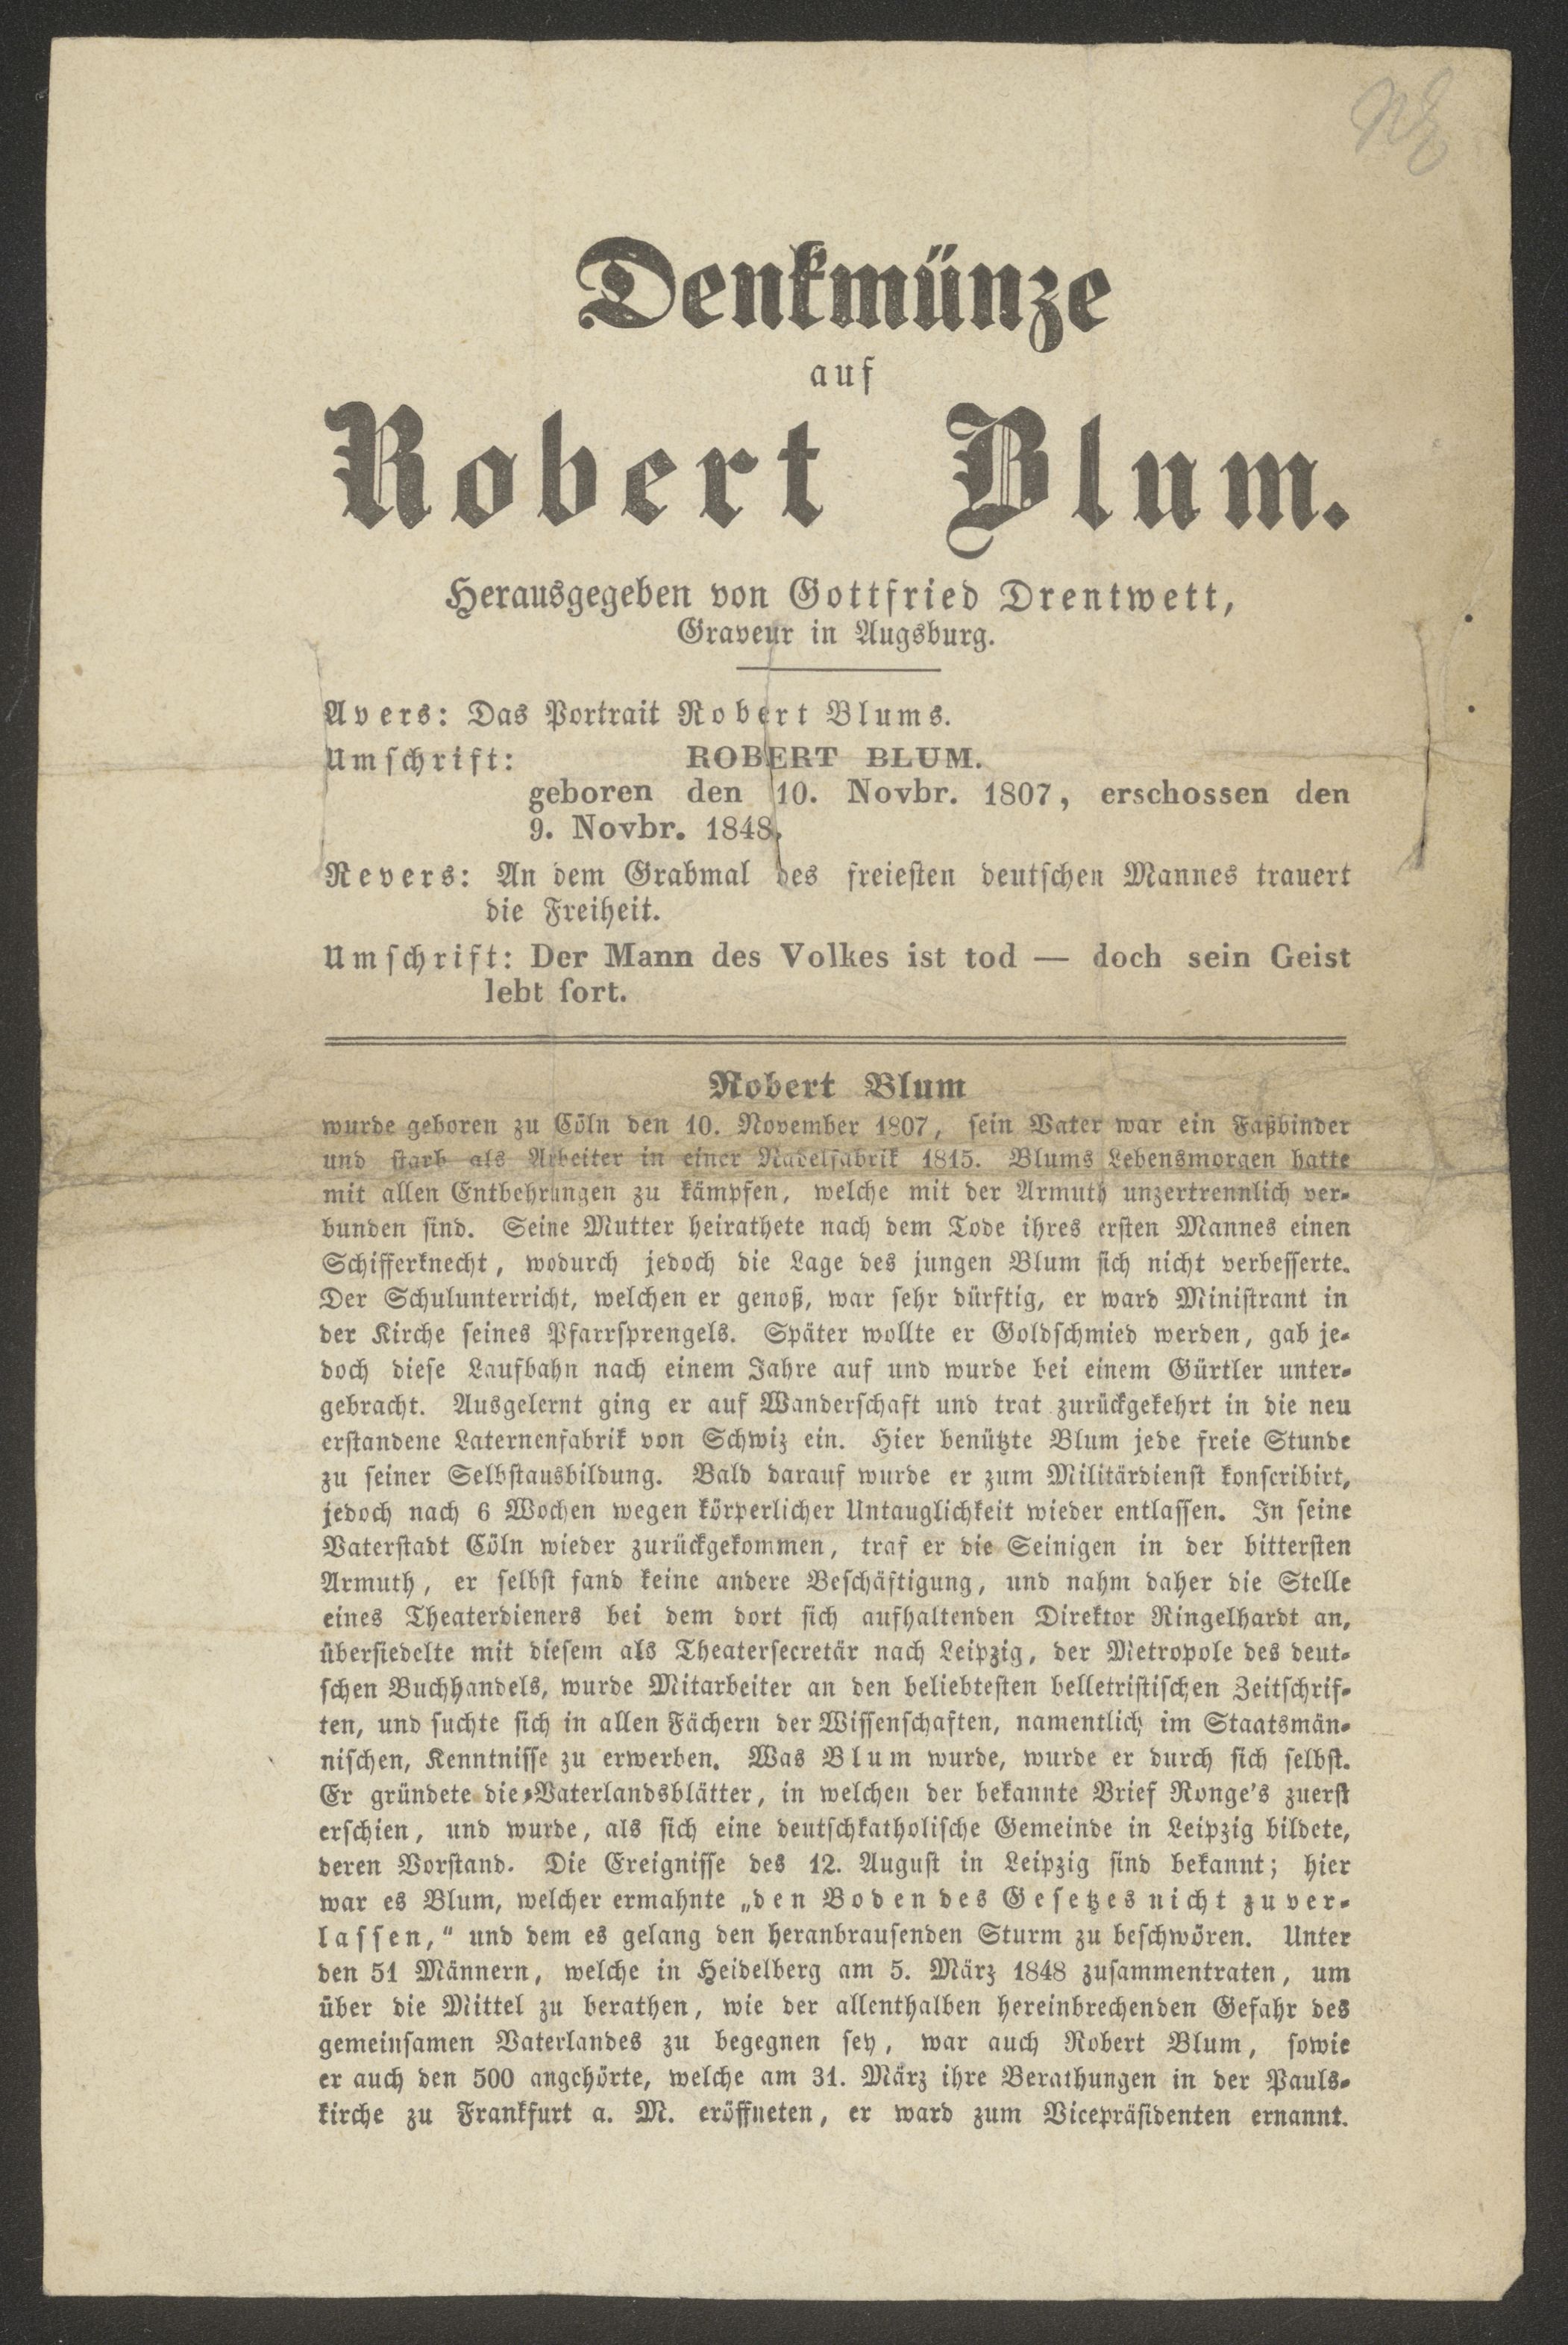 Denkmünze
auf
Robert Blum.
Herausgegeben von Gottfried Drentwett,
Graveur in Augsburg.
Avers: Das Portrait Robert Blums.
Umschrift: ROBERT BLUM.
geboren den 10. Novbr. 1807, erschossen den
9. Novbr. 1848.
Revers: An dem Grabmal des freiesten deutschen Mannes trauert
die Freiheit.
Umschrift: Der Mann des Volkes ist tod — doch sein Geist
lebt fort.
Robert Blum
wurde geboren zu Cöln den 10. November 1807, sein Vater war ein Faßbinder
und starb als Arbeiter in einer Nadelfabrik 1815. Blums Lebensmorgen hatte
mit allen Entbehrungen zu kämpfen, welche mit der Armuth unzertrennlich ver-
bunden sind. Seine Mutter heirathete nach dem Tode ihres ersten Mannes einen
Schifferknecht, wodurch jedoch die Lage des jungen Blum sich nicht verbesserte.
Der Schulunterricht, welchen er genoß, war sehr dürftig, er ward Ministrant in
der Kirche seines Pfarrsprengels. Später wollte er Goldschmied werden, gab je-
doch diese Laufbahn nach einem Jahre auf und wurde bei einem Gürtler unter-
gebracht. Ausgelernt ging er auf Wanderschaft und trat zurückgekehrt in die neu
erstandene Laternenfabrik von Schwiz ein. Hier benützte Blum jede freie Stunde
zu seiner Selbstausbildung. Bald darauf wurde er zum Militärdienst konscribirt,
jedoch nach 6 Wochen wegen körperlicher Untauglichkeit wieder entlassen. In seine
Vaterstadt Cöln wieder zurückgekommen, traf er die Seinigen in der bittersten
Armuth, er selbst fand keine andere Beschäftigung, und nahm daher die Stelle
eines Theaterdieners bei dem dort sich aufhaltenden Direktor Ringelhardt an,
übersiedelte mit diesem als Theatersecretär nach Leipzig, der Metropole des deut-
schen Buchhandels, wurde Mitarbeiter an den beliebtesten belletristischen Zeitschrif-
ten, und suchte sich in allen Fächern der Wissenschaften, namentlich im Staatsmän-
nischen, Kenntnisse zu erwerben. Was Blum wurde, wurde er durch sich selbst.
Er gründete die Vaterlandsblätter, in welchen der bekannte Brief Ronge's zuerst
erschien, und wurde, als sich eine deutschkatholische Gemeinde in Leipzig bildete,
deren Vorstand. Die Ereignisse des 12. August in Leipzig sind bekannt; hier
war es Blum, welcher ermahnte „den Boden des Gesetzes nicht zu ver-
lassen,“ und dem es gelang den heranbrausenden Sturm zu beschwören. Unter
den 51 Männern, welche in Heidelberg am 5. März 1848 zusammentraten, um
über die Mittel zu berathen, wie der allenthalben hereinbrechenden Gefahr des
gemeinsamen Vaterlandes zu begegnen sey, war auch Robert Blum, sowie
er auch den 500 angehörte, welche am 31. März ihre Berathungen in der Pauls-
kirche zu Frankfurt a. M. eröffneten, er ward zum Vicepräsidenten ernannt.